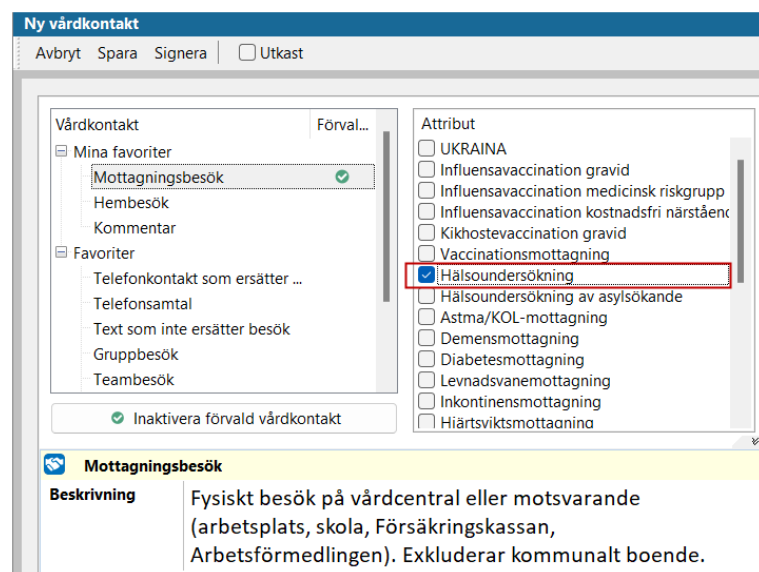 Ny vårdkontakt
Avbryt Spara Signera Utkast
Vårdkontakt Förval...
Mina favoriter
Mottagningsbesök
Hembesök
Kommentar
Favoriter
Telefonkontakt som ersätter ...
Telefonsamtal
Text som inte ersätter besök
Gruppbesök
Teambesök
Inaktivera förvald vårdkontakt
Attribut
UKRAINA
Influensavaccination gravid
Influensavaccination medicinsk riskgrupp
Influensavaccination kostnadsfri närståend
Kikhostevaccination gravid
Vaccinationsmottagning
Hälsoundersökning
Hälsoundersökning av asylsökande
Astma/KOL-mottagning
Demensmottagning
Diabetesmottagning
Levnadsvanemottagning
Inkontinensmottagning
Hjärtsviktsmottagning
Mottagningsbesök
Beskrivning
Fysiskt besök på vårdcentral eller motsvarande
(arbetsplats, skola, Försäkringskassan,
Arbetsförmedlingen). Exkluderar kommunalt boende.